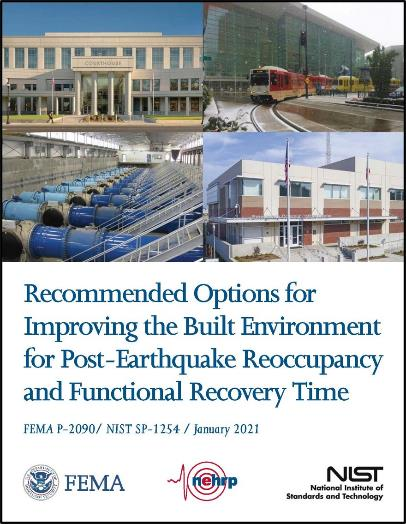 COURTHOUSE
Recommended Options for
Improving the Built Environment
for Post-Earthquake Reoccupancy
and Functional Recovery Time
FEMA P-2090/ NIST SP-1254 / January 2021
FEMA
nehrp
NIST
National Institute of
Standards and Technology